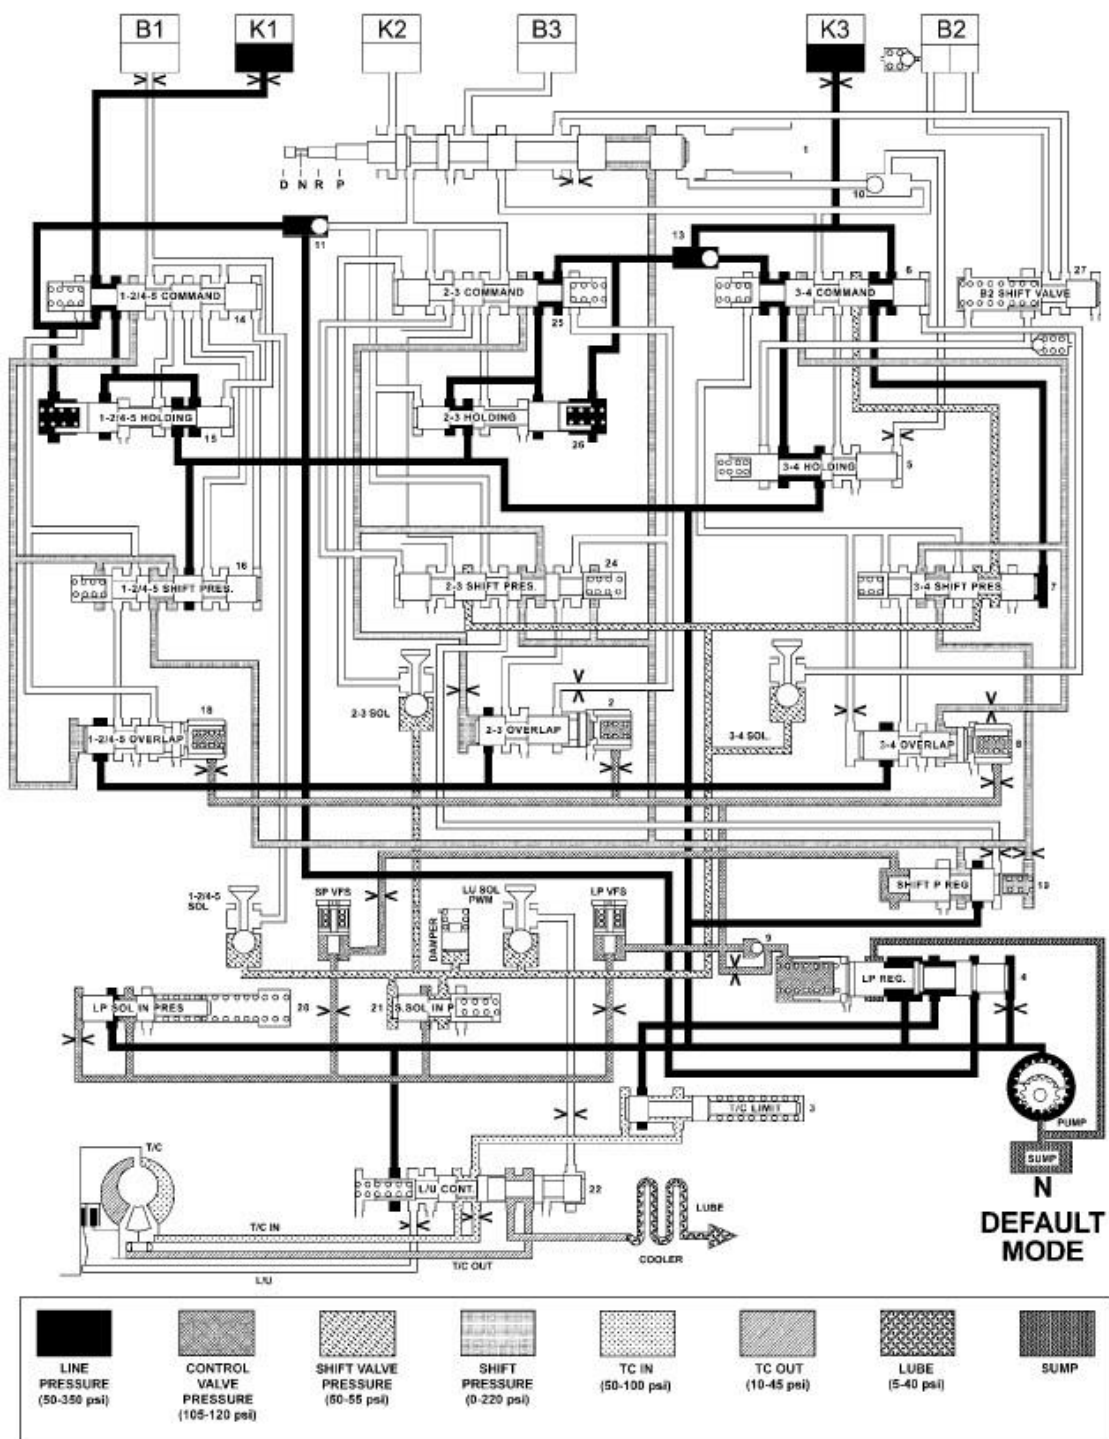 B1
K1
K2
B3
K3
B2
1
D N R P
10
11
13
6
27
1-2/4-5 COMMAND
2-3 COMMAND
3-4 COMMAND
B2 SHIFT VALVE
14
25
1-2/4-5 HOLDING
2-3 HOLDING
15
26
3-4 HOLDING
5
16
24
1-2/4-5 SHIFT PRES.
2-3 SHIFT PRES.
3-4 SHIFT PRES
7
18
2-3 SOL
2
3-4 SOL.
1-2/4-5 OVERLAP
2-3 OVERLAP
3-4 OVERLAP
8
1-2/4-5
SOL
SP VFS
LU SOL
PWM
LP VFS
SHIFT P REG
19
DAMPER
9
LP REG.
4
LP SOL IN PRES
20
21
S.SOL IN P
T/C LIMIT
3
PUMP
SUMP
T/C
L/U CONT.
22
N
DEFAULT
MODE
T/C IN
LUBE
T/C OUT
COOLER
L/U
LINE
PRESSURE
(50-350 psi)
CONTROL
VALVE
PRESSURE
(105-120 psi)
SHIFT VALVE
PRESSURE
(60-55 psi)
SHIFT
PRESSURE
(0-220 psi)
TC IN
(50-100 psi)
TC OUT
(10-45 psi)
LUBE
(5-40 psi)
SUMP